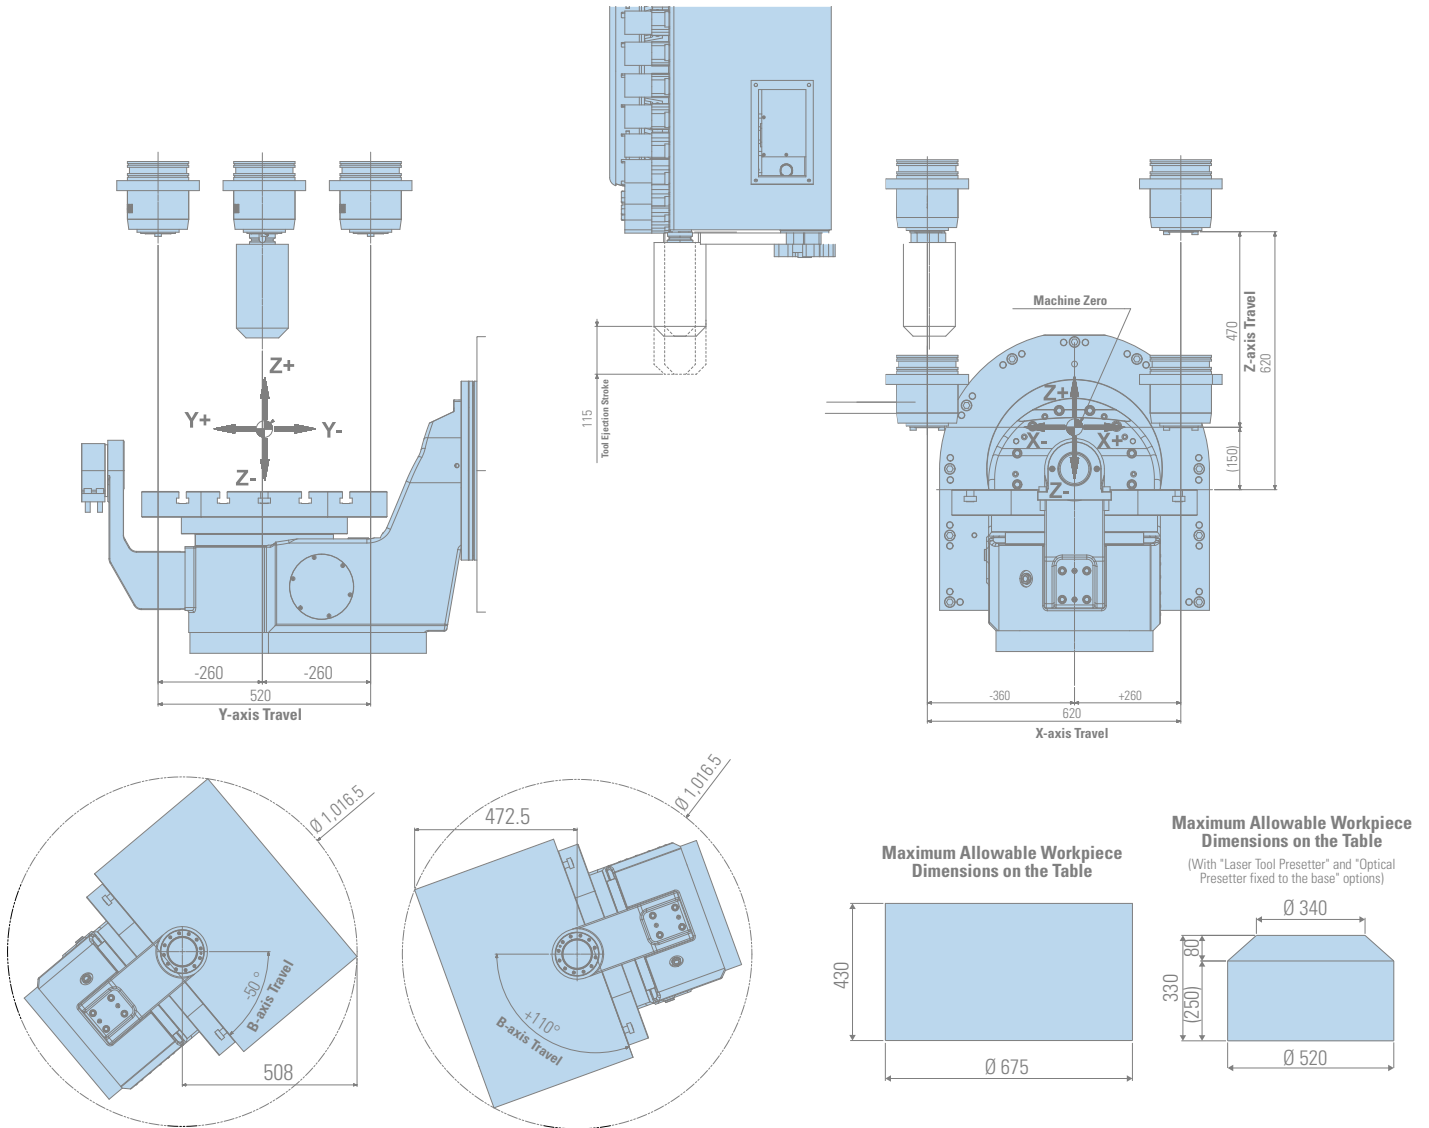 Z+
Y+
Y-
Z-
-260
-260
520
Y-axis Travel
115
Tool Ejection Stroke
Machine Zero
Z+
X-
X+
Z-
470
Z-axis Travel
620
(150)
-360
+260
620
X-axis Travel
Ø 1,016.5
-50°
B-axis Travel
508
472.5
Ø 1,016.5
+110°
B-axis Travel
Maximum Allowable Workpiece
Dimensions on the Table
430
Ø 675
Maximum Allowable Workpiece
Dimensions on the Table
(With "Laser Tool Presetter" and "Optical
Presetter fixed to the base" options)
Ø 340
80
330
(250)
Ø 520